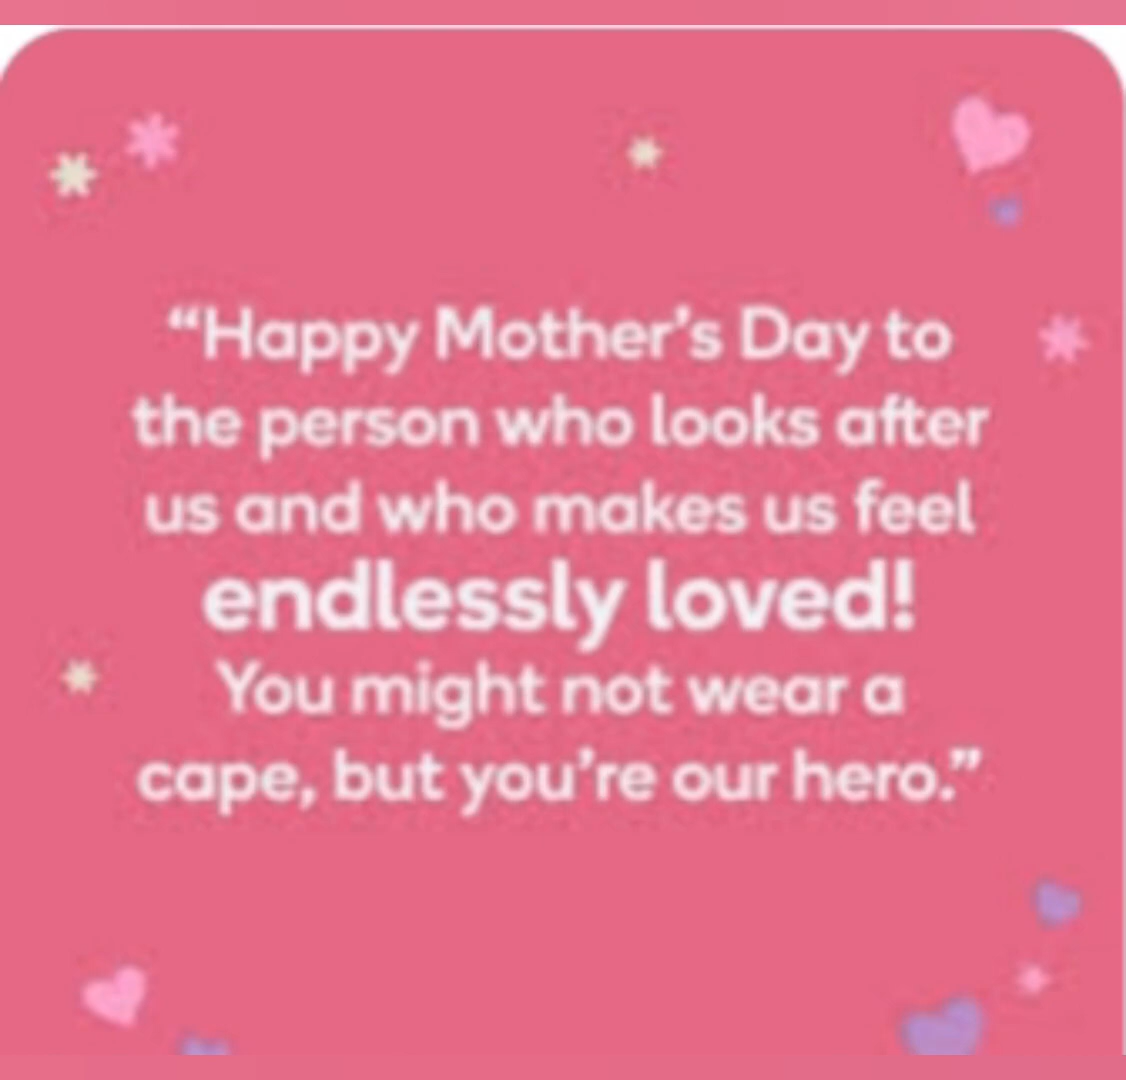 “Happy Mother’s Day to
the person who looks after
us and who makes us feel
endlessly loved!
You might not wear a
cape, but you’re our hero.”